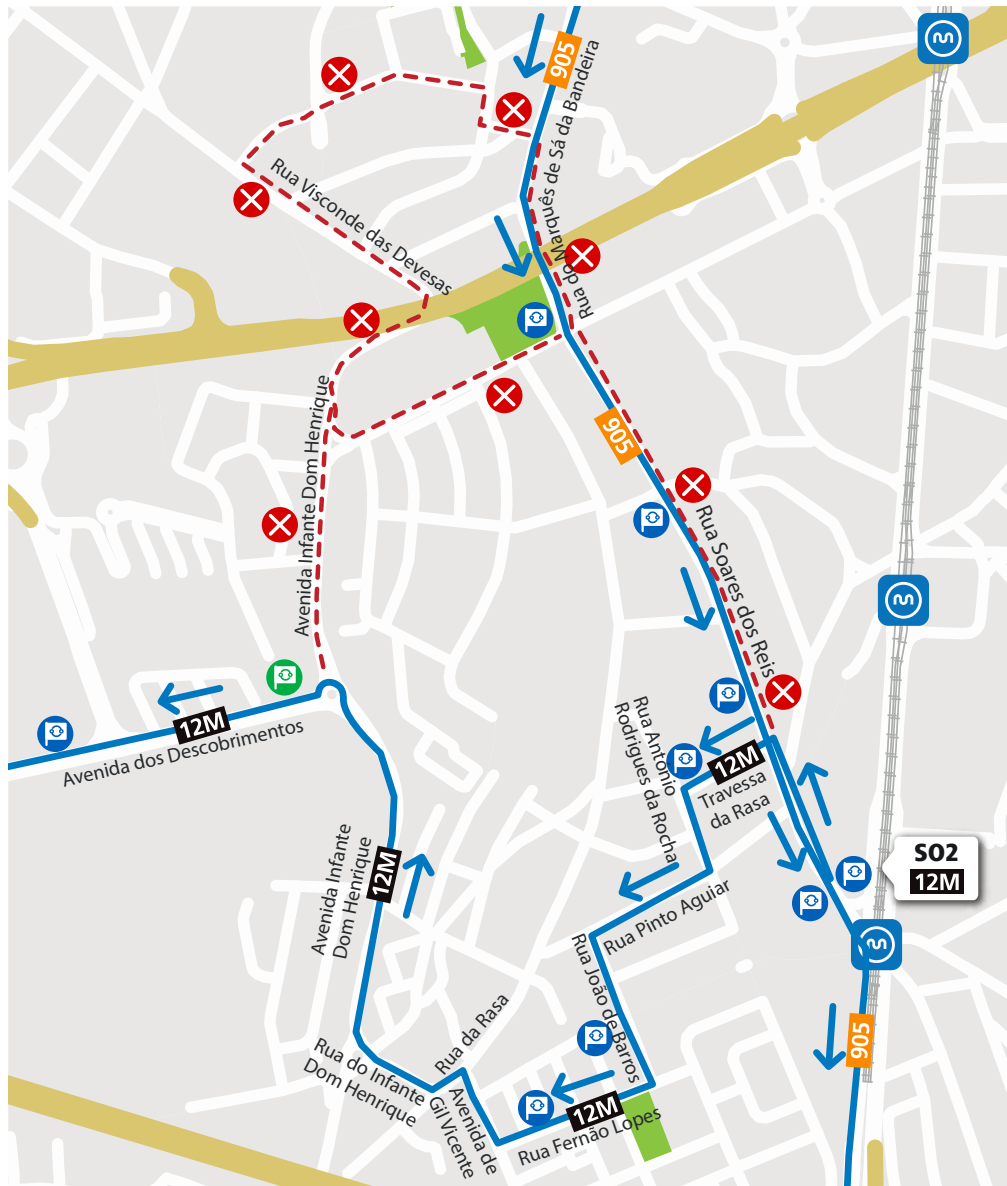 905
Rua do Marquês de Sá da Bandeira
Rua Visconde das Devesas
Avenida Infante Dom Henrique
905
Rua Soares dos Reis
12M
Avenida dos Descobrimentos
Rua António
Rodrigues da Rocha
12M
Travessa
da Rasa
SO2
12M
Avenida Infante
Dom Henrique
12M
Rua Pinto Aguiar
Rua João de Barros
905
Rua da Rasa
Rua do Infante
Dom Henrique
Avenida de
Gil Vicente
12M
Rua Fernão Lopes